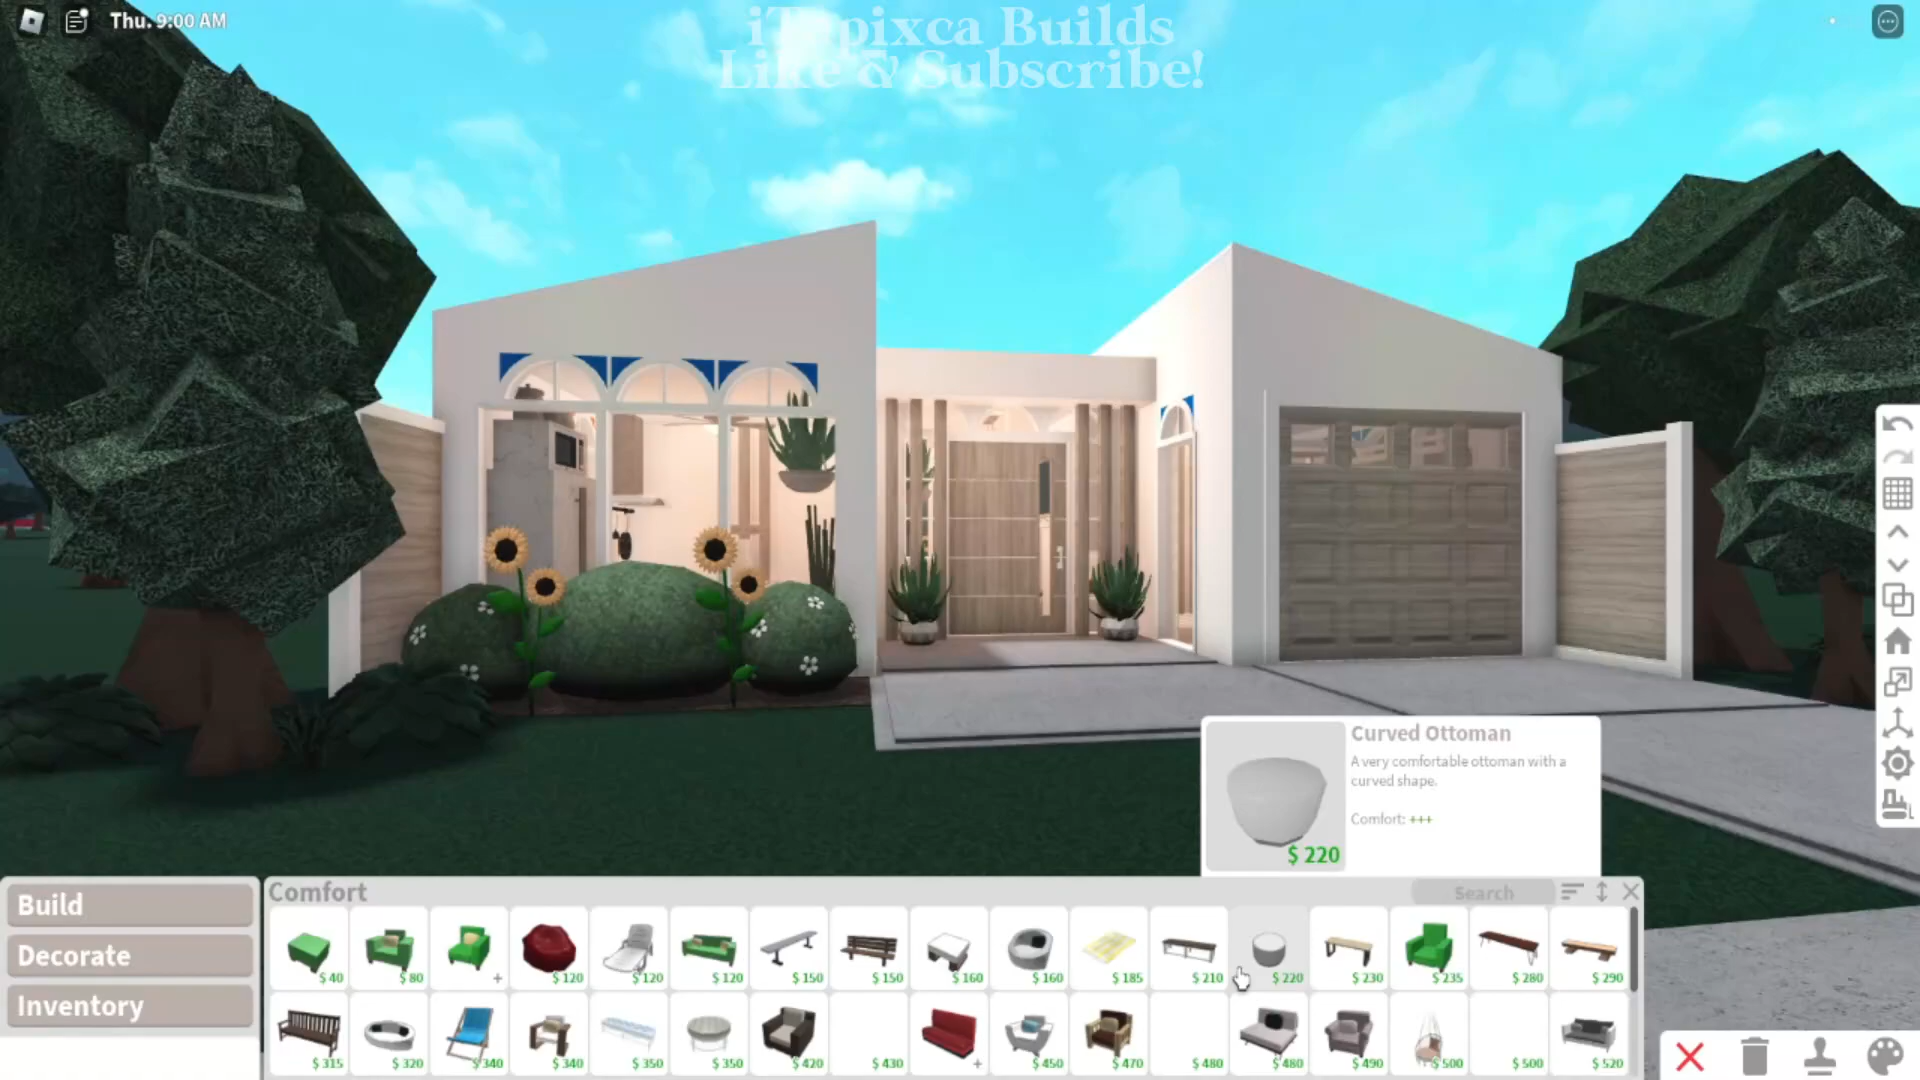 Thu. 9:00 AM
iTopixca Builds
Like & Subscribe!
Curved Ottoman
A very comfortable ottoman with a
curved shape.
Comfort: +++
$ 220
Build
Decorate
Inventory
Comfort
Search
$ 40
$ 80
+
$ 120
$ 120
$ 120
$ 150
$ 150
$ 160
$ 160
$ 185
$ 210
$ 220
$ 230
$ 235
$ 280
$ 290
$ 315
$ 320
$ 340
$ 340
$ 350
$ 350
$ 420
$ 430
+
$ 450
$ 470
$ 480
$ 480
$ 490
$ 500
$ 500
$ 520